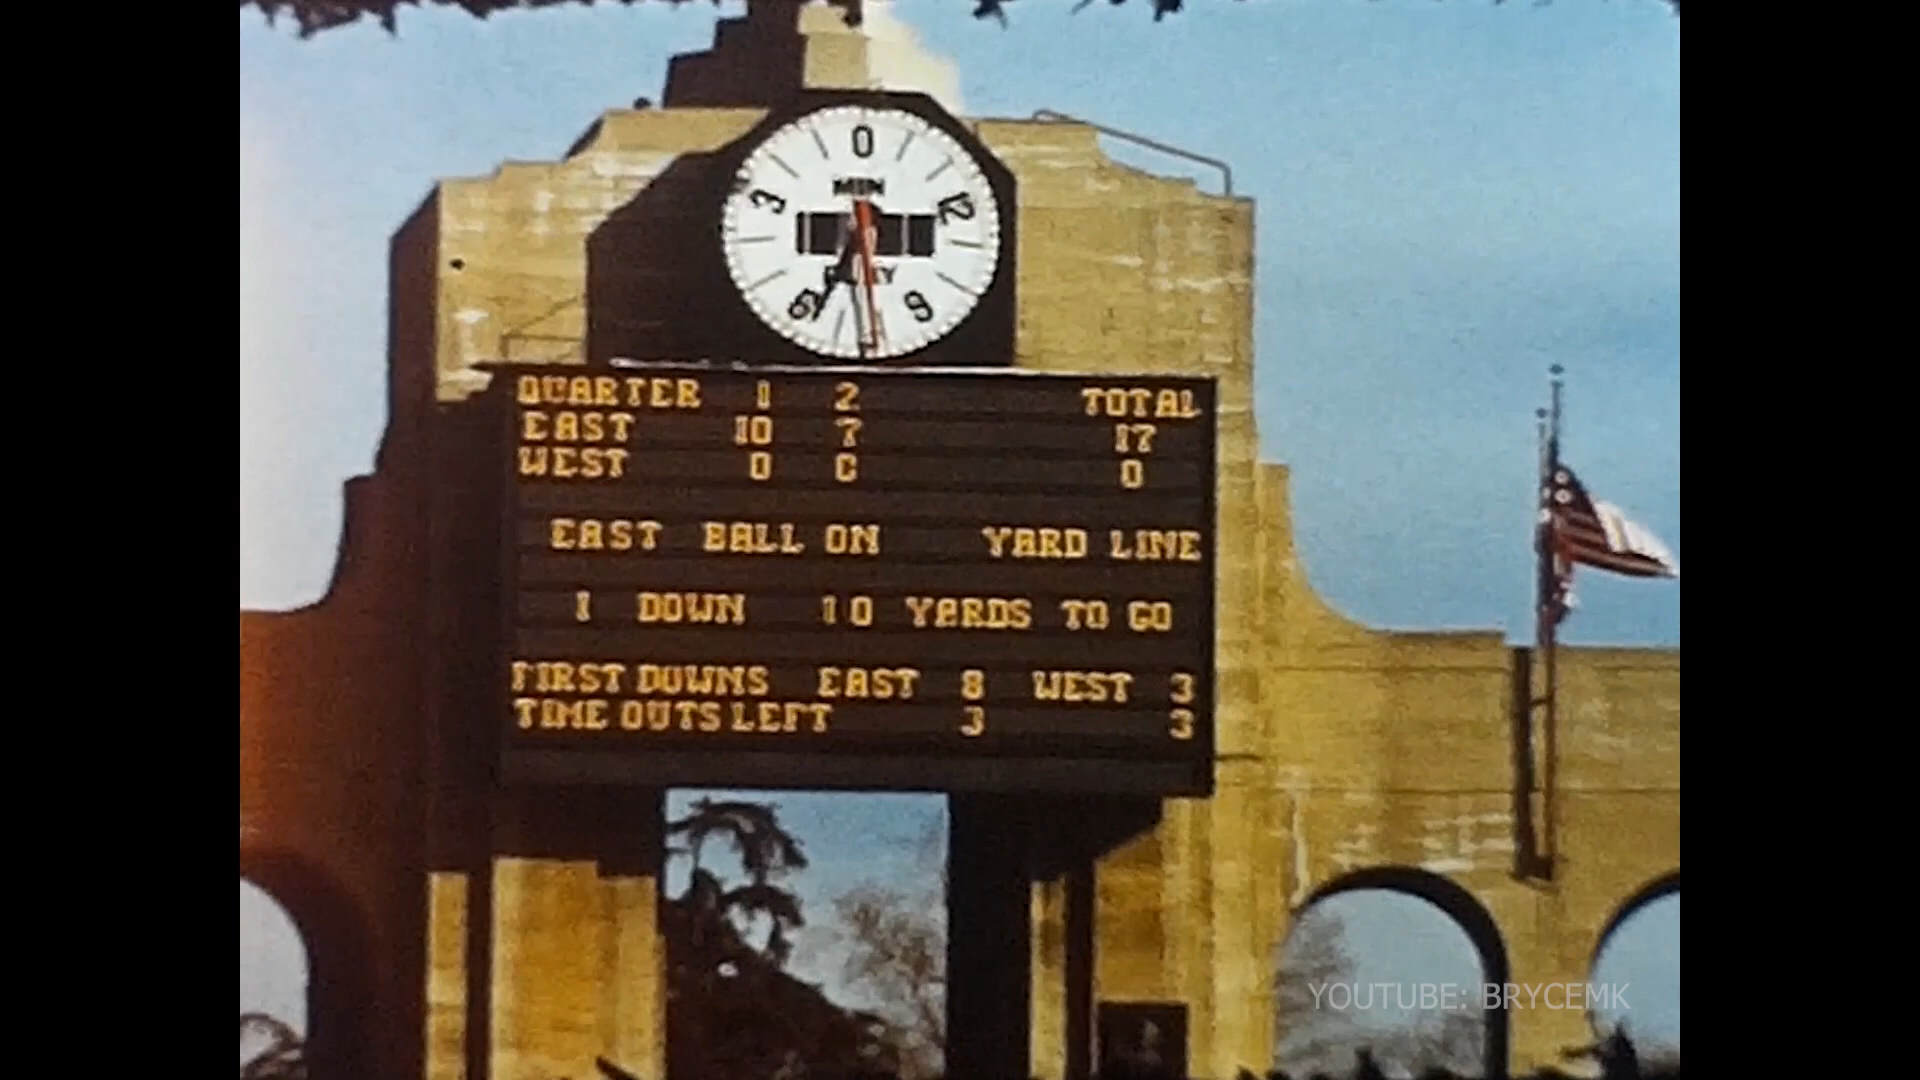 0
MIN
3 12
6 9
QUARTER 1 2 TOTAL
EAST 10 7 17
WEST 0 0 0
EAST BALL ON YARD LINE
1 DOWN 10 YARDS TO GO
FIRST DOWNS EAST 8 WEST 3
TIME OUTS LEFT 3 3
YOUTUBE: BRYCEMK